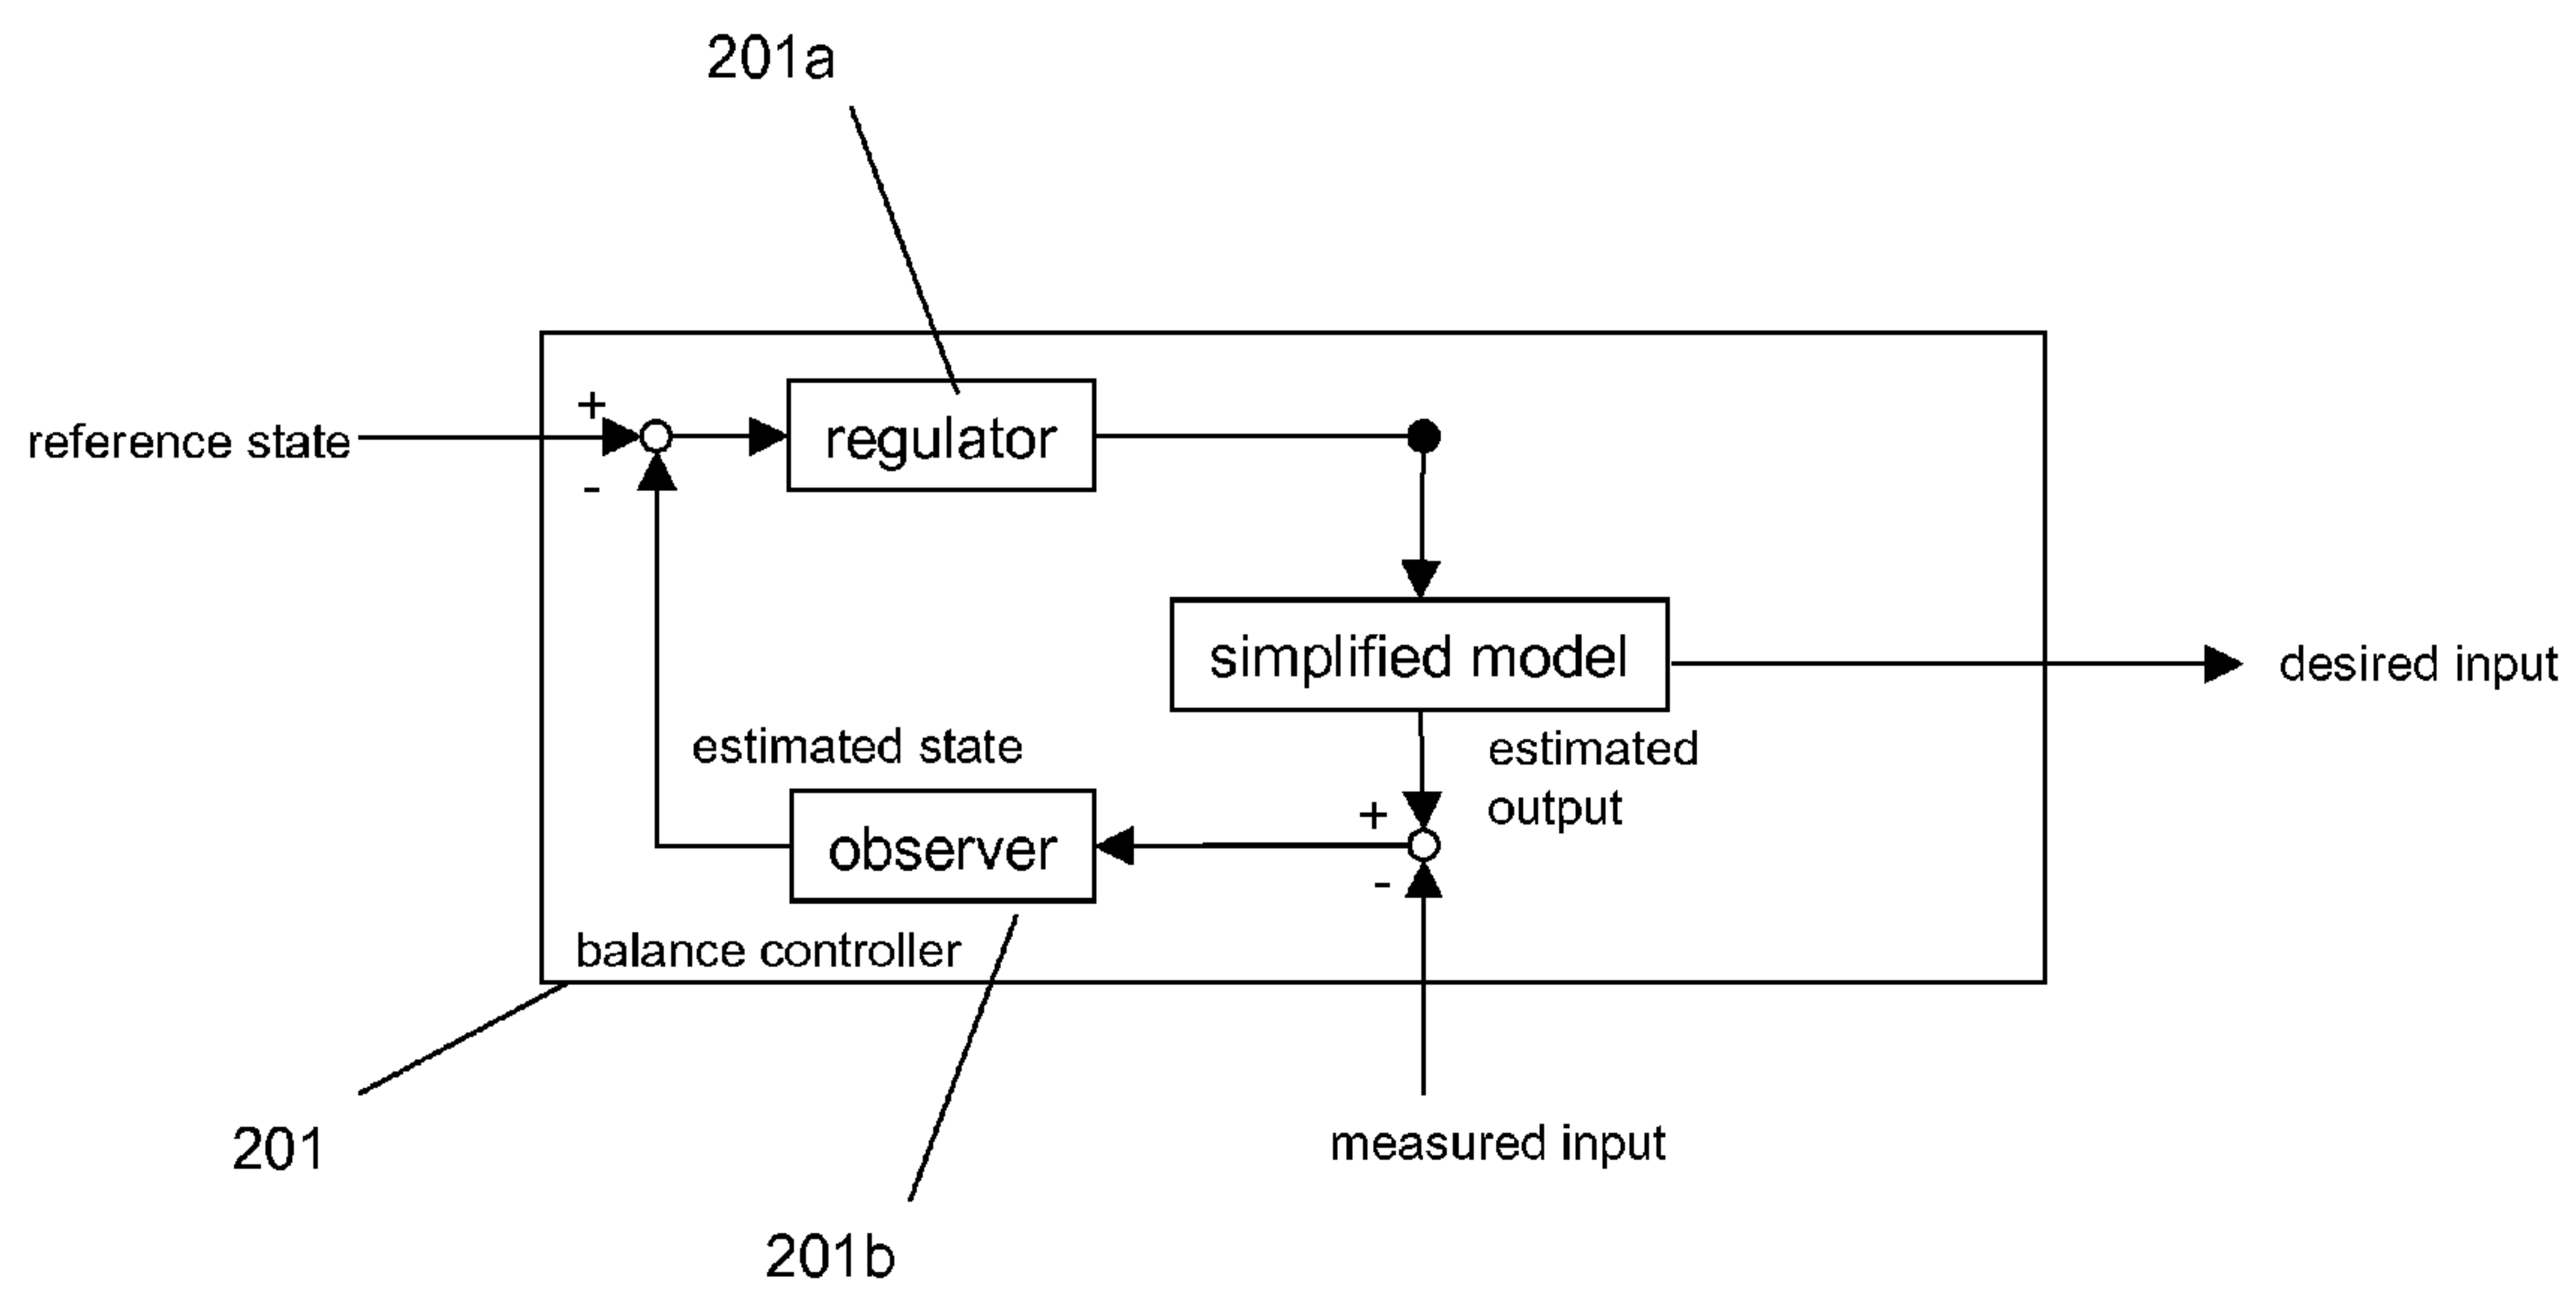 201a
+
reference state
-
regulator
simplified model
desired input
estimated state
estimated
output
+
observer
-
balance controller
201
measured input
201b